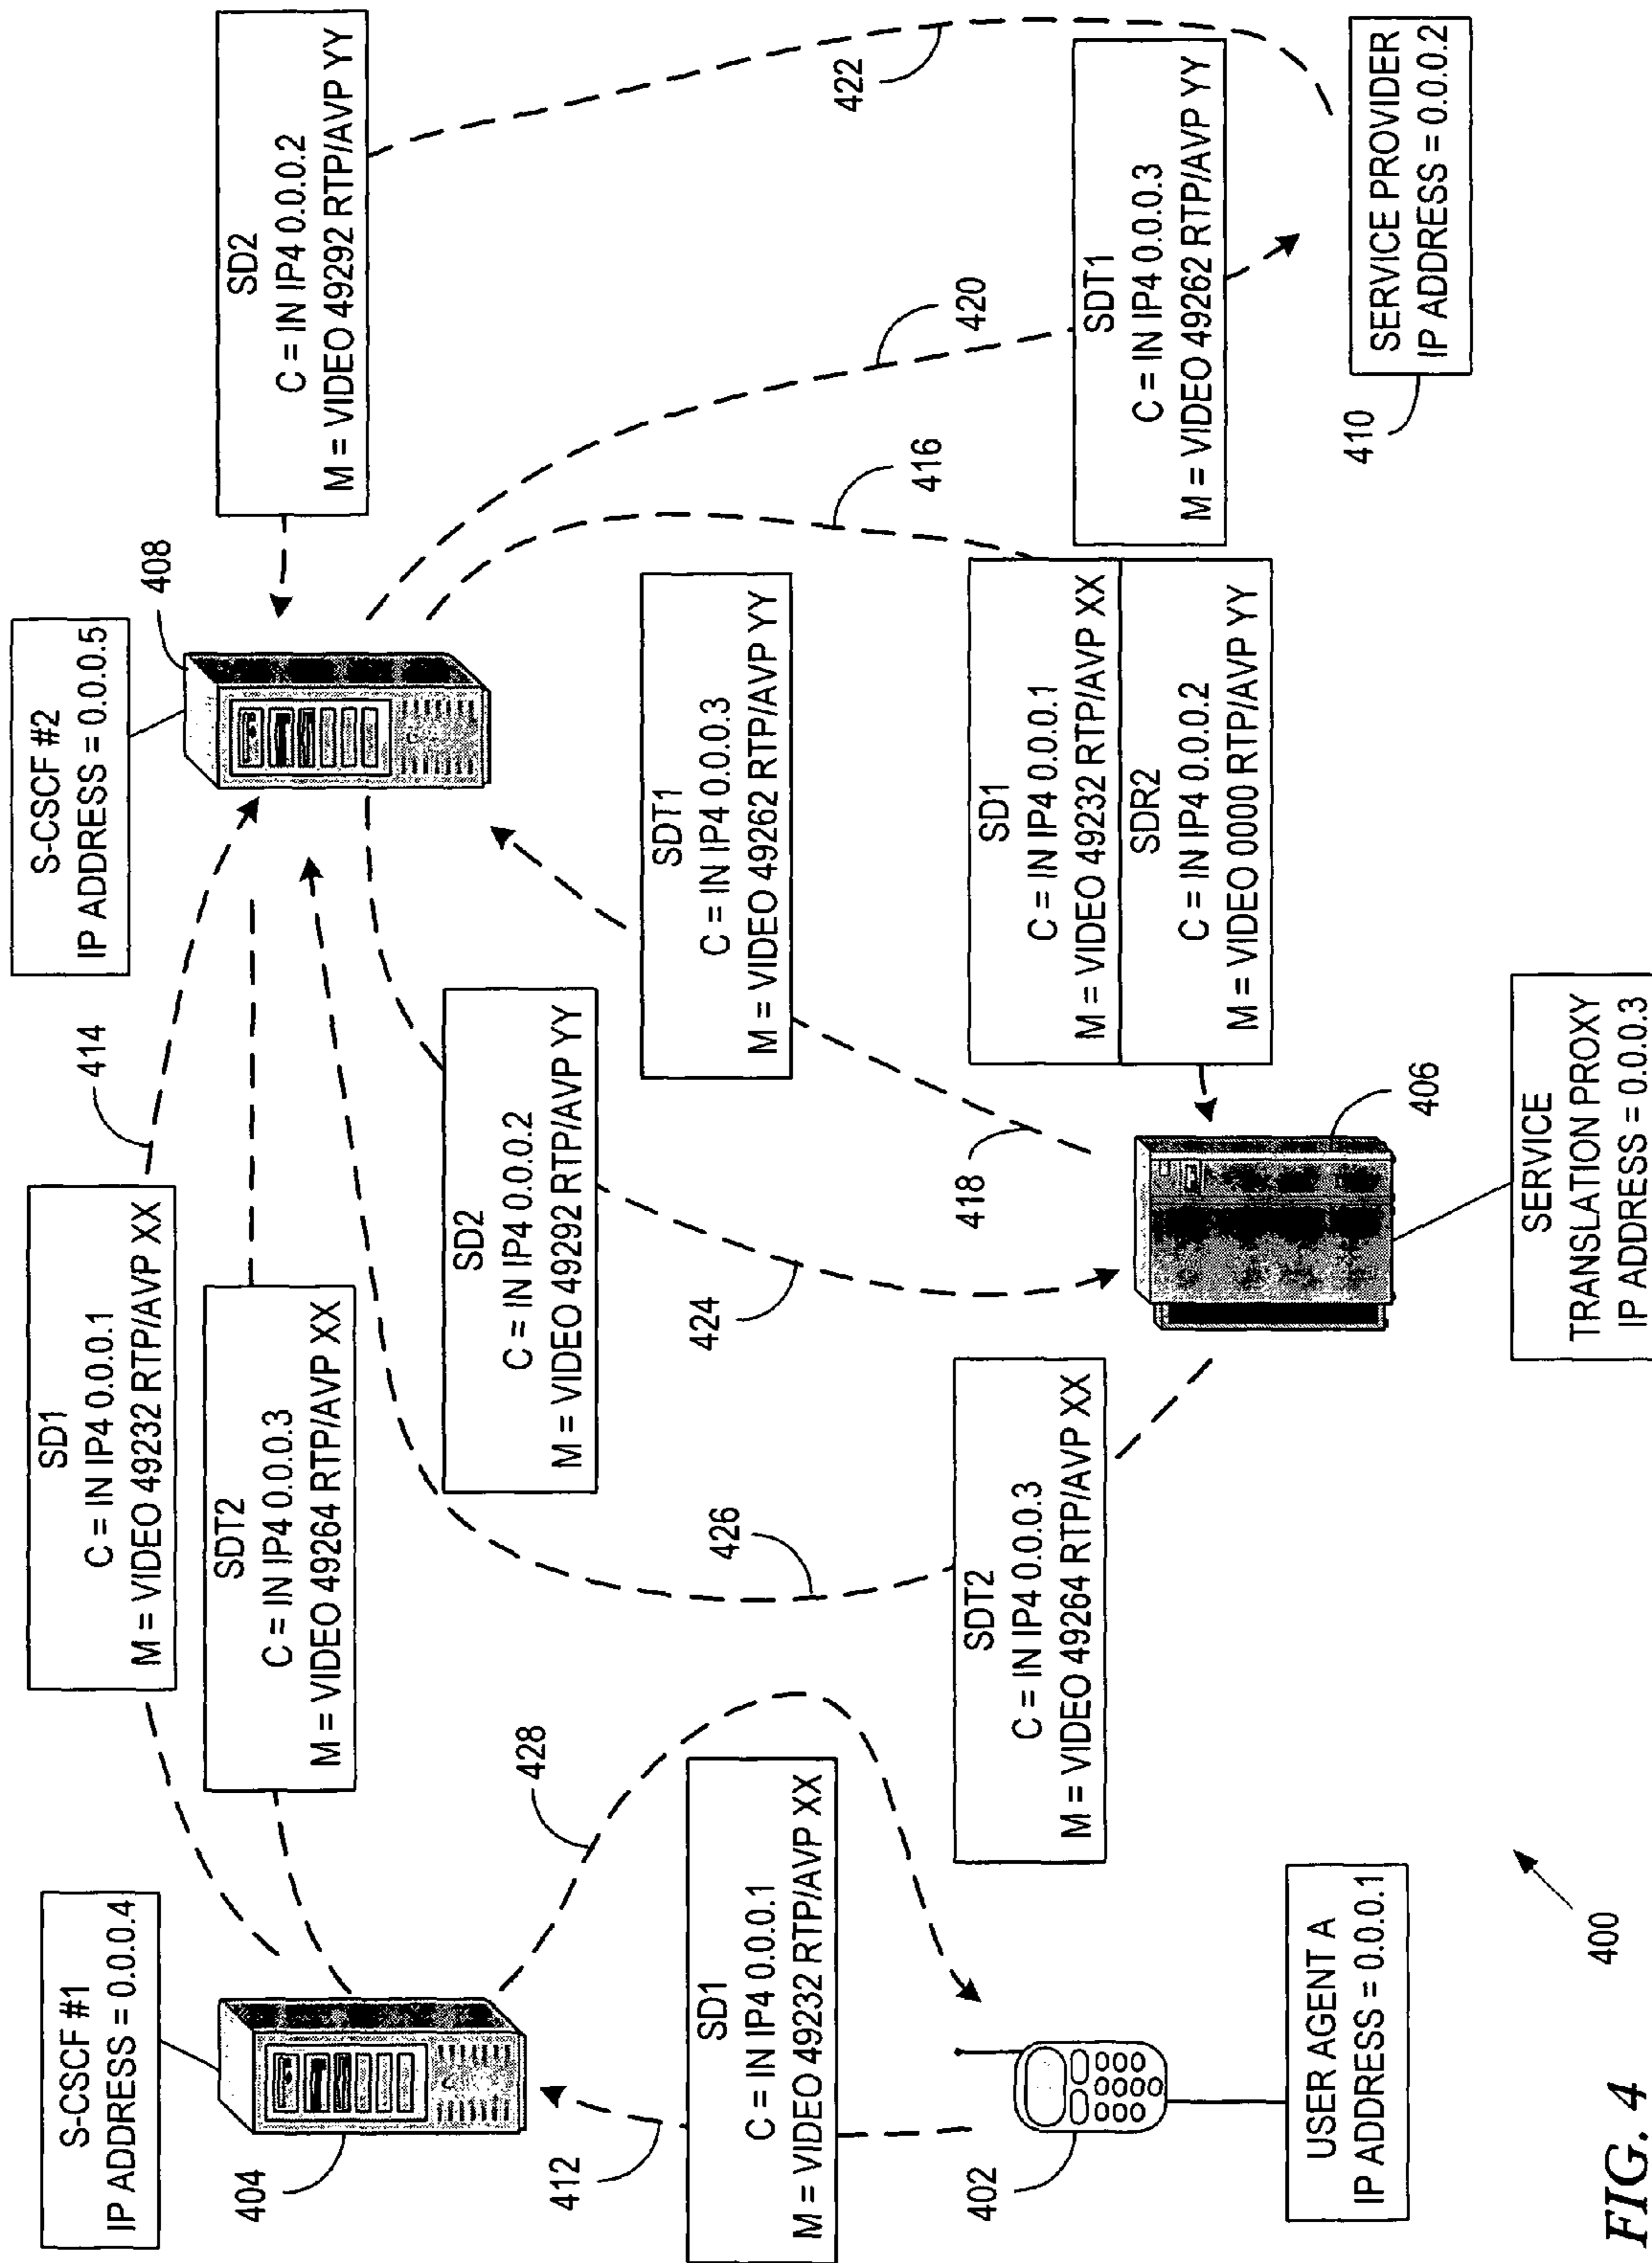 S-CSCF #1
IP ADDRESS = 0.0.0.4
404
412
SD1
C = IN IP4 0.0.0.1
M = VIDEO 49232 RTP/AVP XX
402
USER AGENT A
IP ADDRESS = 0.0.0.1
428
SD1
C = IN IP4 0.0.0.1
M = VIDEO 49232 RTP/AVP XX
414
SDT2
C = IN IP4 0.0.0.3
M = VIDEO 49264 RTP/AVP XX
426
SDT2
C = IN IP4 0.0.0.3
M = VIDEO 49264 RTP/AVP XX
SD2
C = IN IP4 0.0.0.2
M = VIDEO 49292 RTP/AVP YY
424
S-CSCF #2
IP ADDRESS = 0.0.0.5
408
SDT1
C = IN IP4 0.0.0.3
M = VIDEO 49262 RTP/AVP YY
418
406
SERVICE
TRANSLATION PROXY
IP ADDRESS = 0.0.0.3
416
SD1
C = IN IP4 0.0.0.1
M = VIDEO 49232 RTP/AVP XX
SDR2
C = IN IP4 0.0.0.2
M = VIDEO 0000 RTP/AVP YY
SD2
C = IN IP4 0.0.0.2
M = VIDEO 49292 RTP/AVP YY
420
422
SDT1
C = IN IP4 0.0.0.3
M = VIDEO 49262 RTP/AVP YY
410
SERVICE PROVIDER
IP ADDRESS = 0.0.0.2
400
FIG. 4